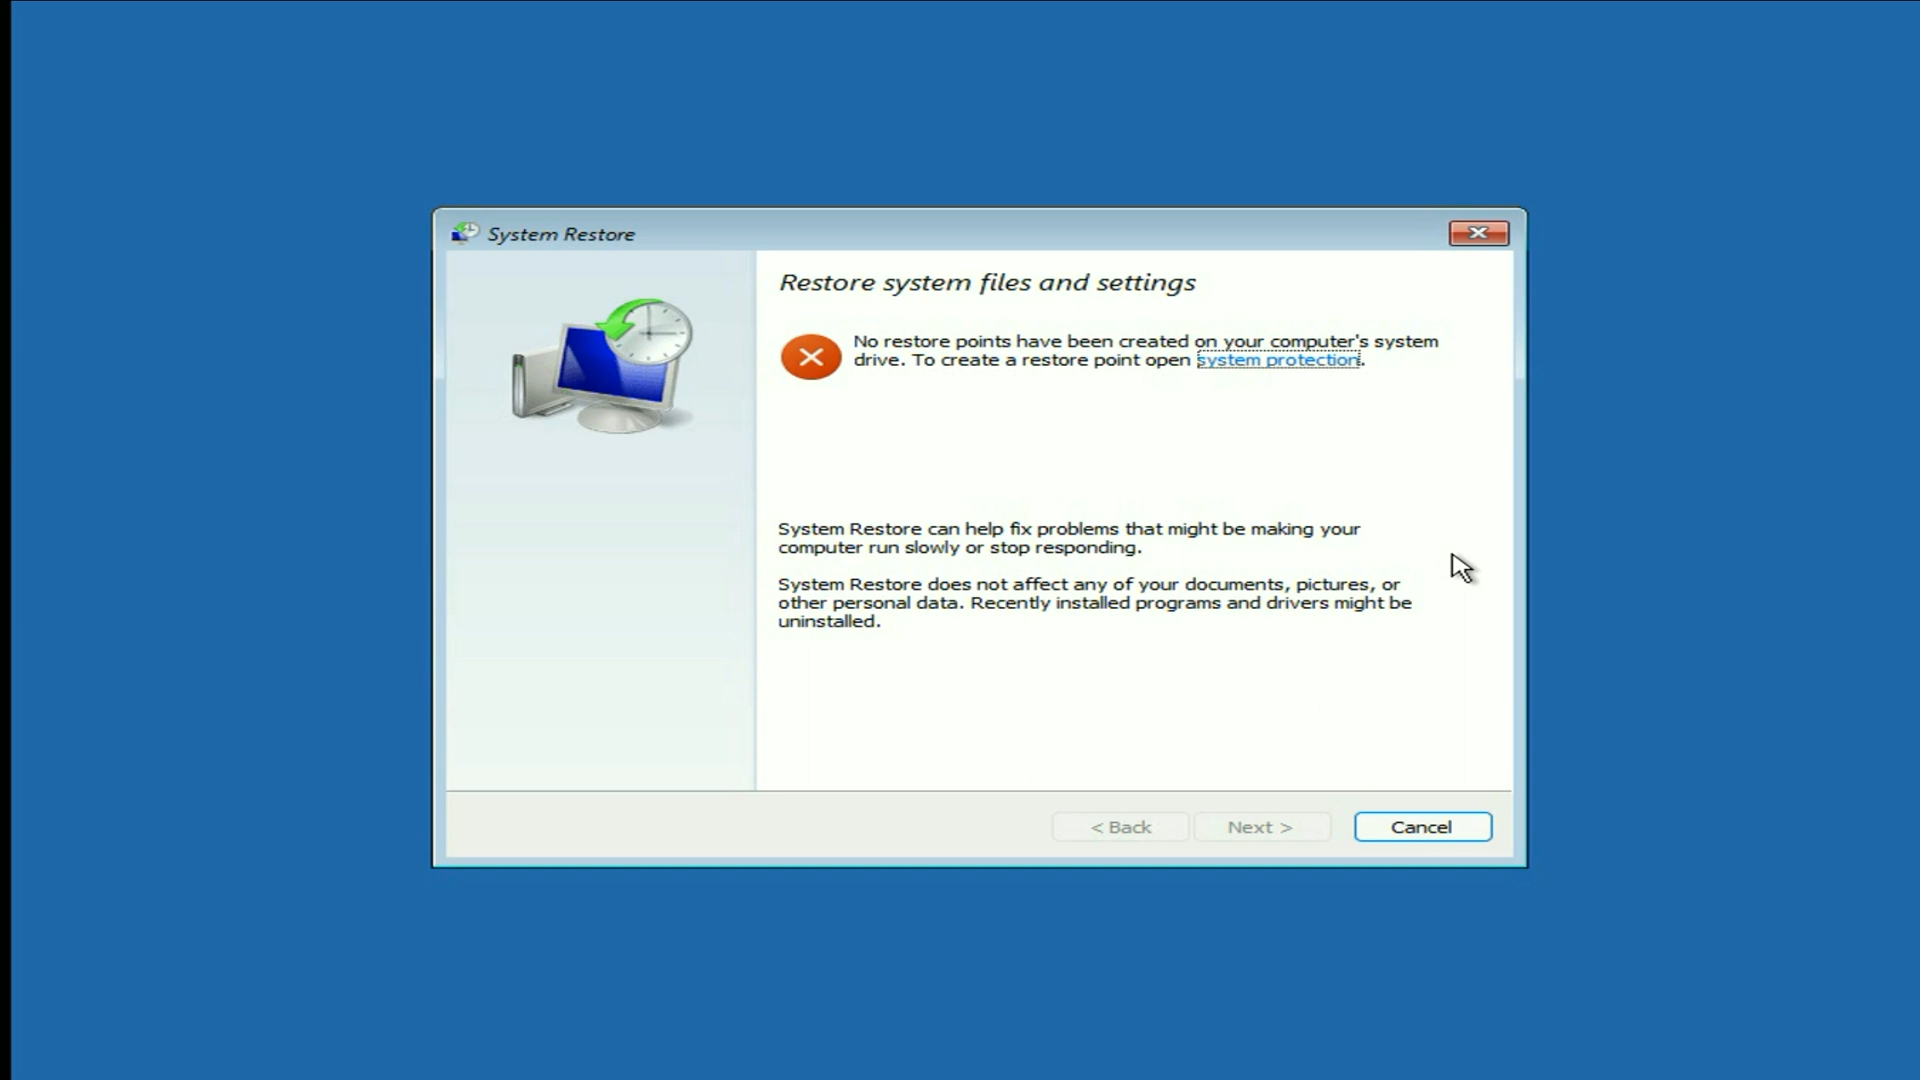 System Restore
Restore system files and settings
No restore points have been created on your computer's system
drive. To create a restore point open system protection.
System Restore can help fix problems that might be making your
computer run slowly or stop responding.
System Restore does not affect any of your documents, pictures, or
other personal data. Recently installed programs and drivers might be
uninstalled.
< Back
Next >
Cancel